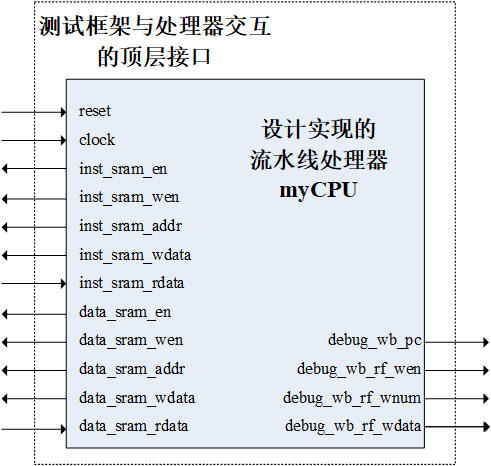 测试框架与处理器交互
的顶层接口
设计实现的
流水线处理器
myCPU
reset
clock
inst_sram_en
inst_sram_wen
inst_sram_addr
inst_sram_wdata
inst_sram_rdata
data_sram_en
data_sram_wen
data_sram_addr
data_sram_wdata
data_sram_rdata
debug_wb_pc
debug_wb_rf_wen
debug_wb_rf_wnum
debug_wb_rf_wdata